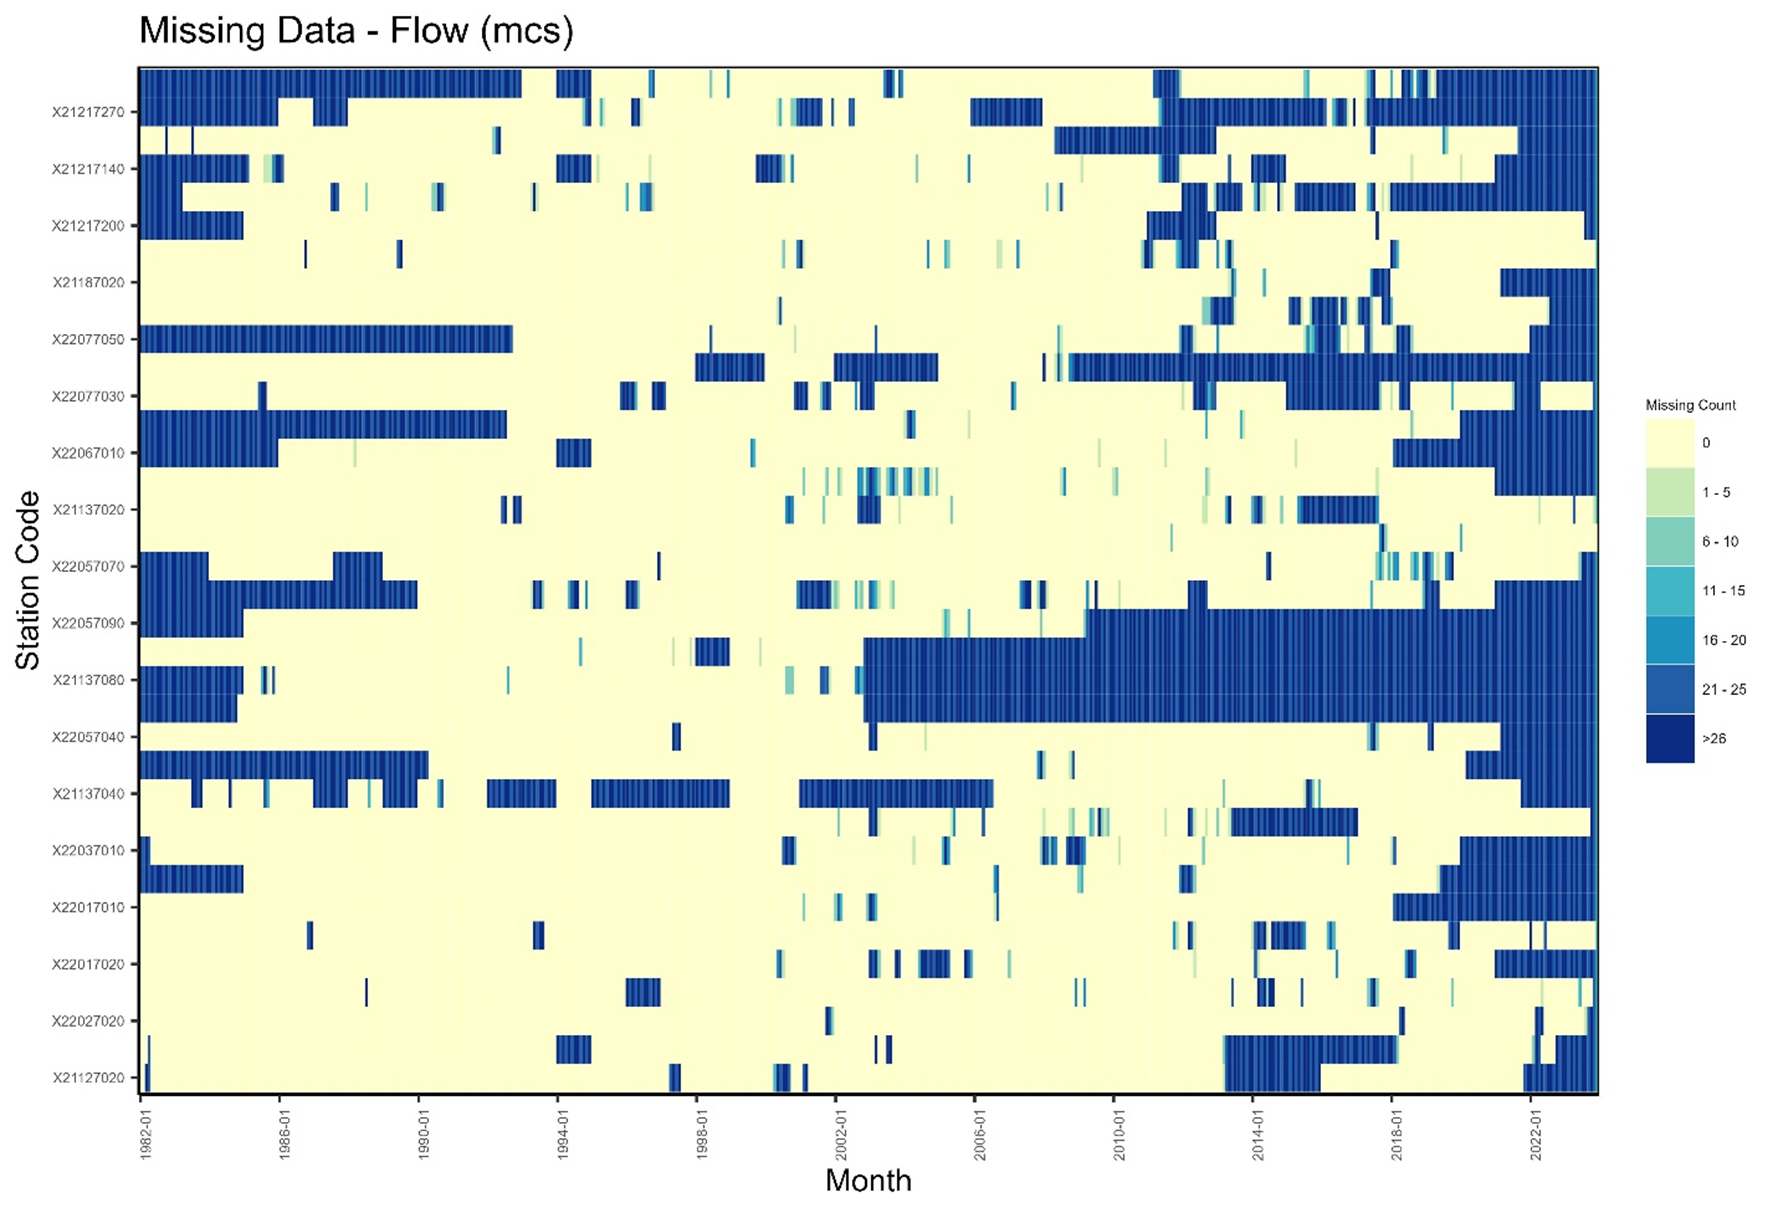 Missing Data - Flow (mcs)
X21217270
X21217140
X21217200
X21187020
X22077050
X22077030
X22067010
X21137020
X22057070
X22057090
X21137080
X22057040
X21137040
X22037010
X22017010
X22017020
X22027020
X21127020
Station Code
1982-01
1986-01
1990-01
1994-01
1998-01
2002-01
2006-01
2010-01
2014-01
2018-01
2022-01
Month
Missing Count
0
1 - 5
6 - 10
11 - 15
16 - 20
21 - 25
>26